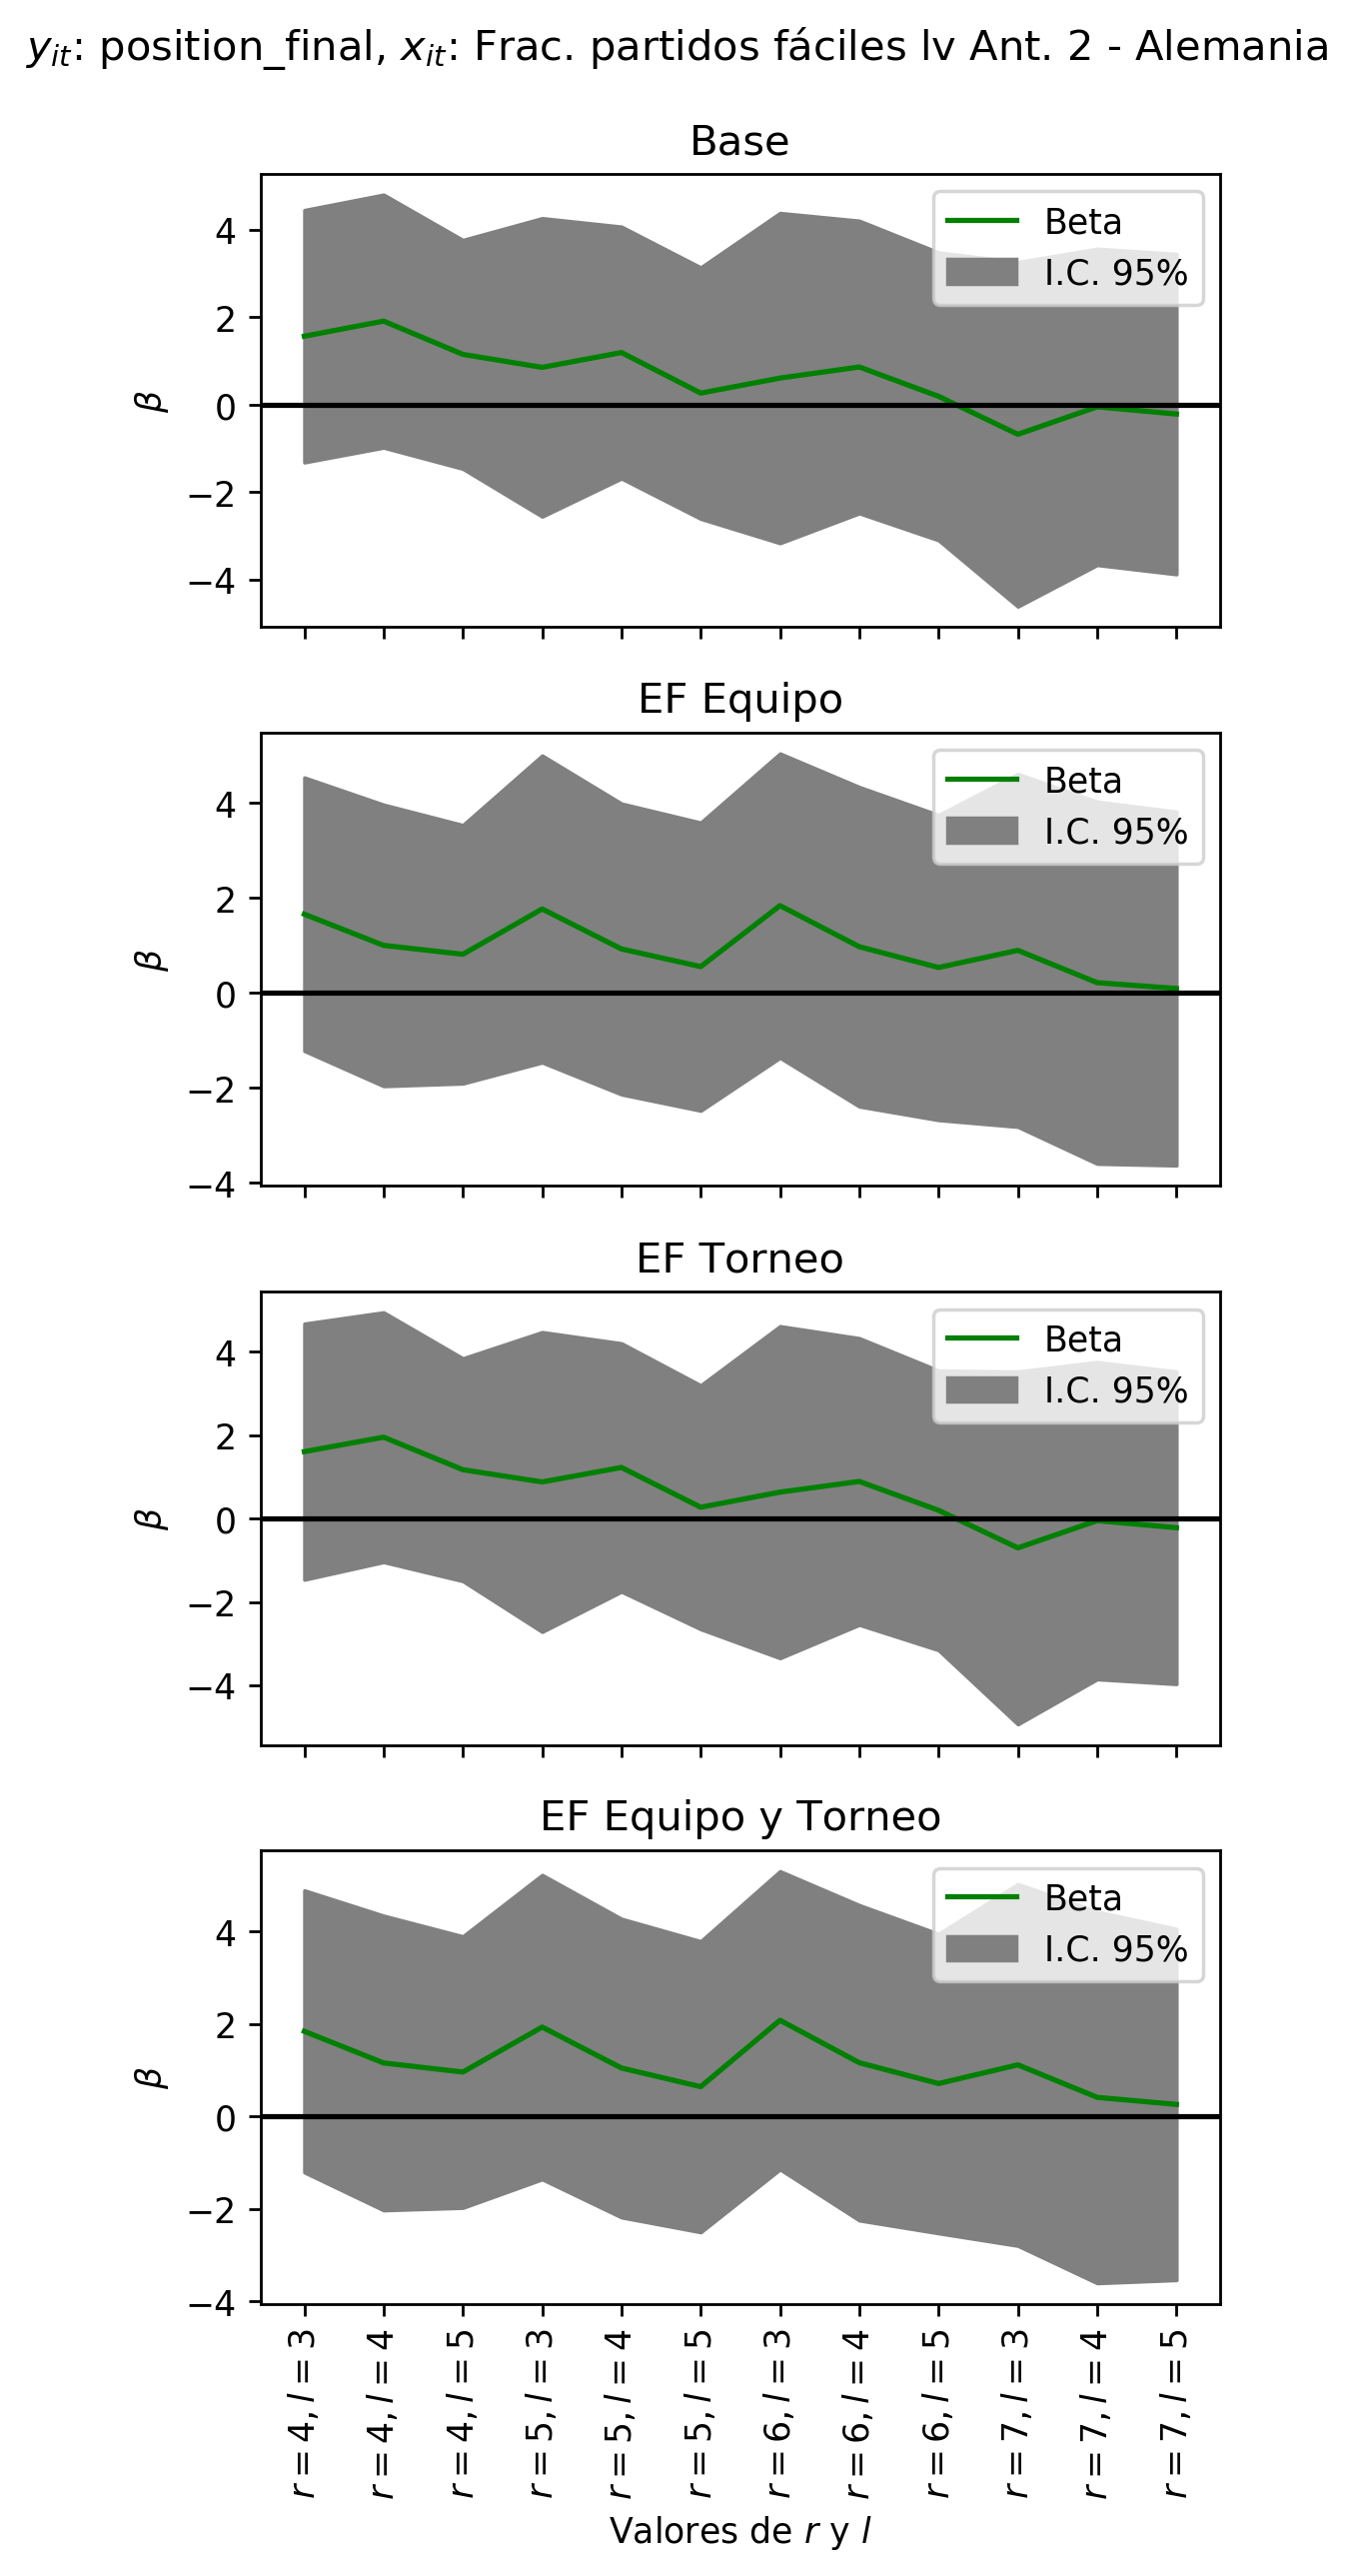 y_it: position_final, x_it: Frac. partidos fáciles lv Ant. 2 - Alemania
Base
Beta
I.C. 95%
4
2
0
−2
−4
β
EF Equipo
Beta
I.C. 95%
4
2
0
−2
−4
β
EF Torneo
Beta
I.C. 95%
4
2
0
−2
−4
β
EF Equipo y Torneo
Beta
I.C. 95%
4
2
0
−2
−4
β
r = 4, l = 3
r = 4, l = 4
r = 4, l = 5
r = 5, l = 3
r = 5, l = 4
r = 5, l = 5
r = 6, l = 3
r = 6, l = 4
r = 6, l = 5
r = 7, l = 3
r = 7, l = 4
r = 7, l = 5
Valores de r y l